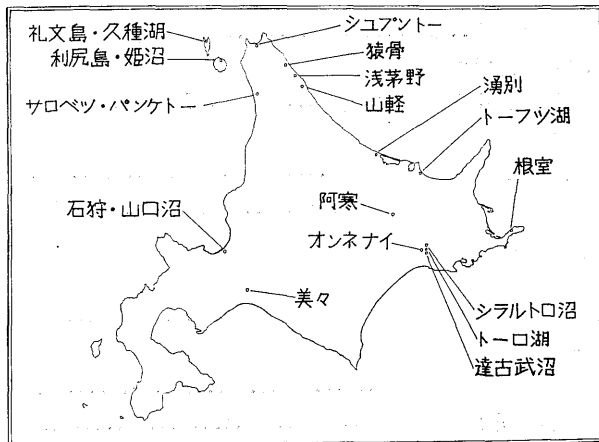 礼文島・久種湖
利尻島・姫沼
サロベツ・パンケトー
シュプントー
猿骨
浅茅野
山軽
湧別
トーフツ湖
根室
阿寒
オンネナイ
石狩・山口沼
美々
シラルトロ沼
トーロ湖
達古武沼